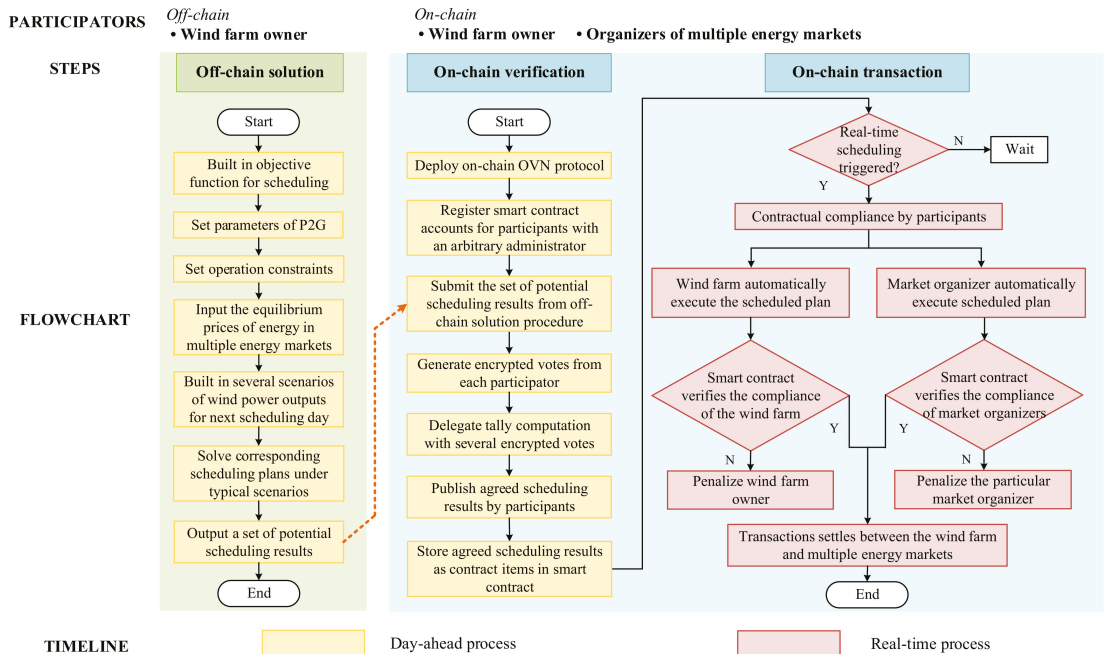 PARTICIPATORS
Off-chain
• Wind farm owner
On-chain
• Wind farm owner • Organizers of multiple energy markets
STEPS
Off-chain solution
On-chain verification
On-chain transaction
FLOWCHART
Start
Built in objective
function for scheduling
Set parameters of P2G
Set operation constraints
Input the equilibrium
prices of energy in
multiple energy markets
Built in several scenarios
of wind power outputs
for next scheduling day
Solve corresponding
scheduling plans under
typical scenarios
Output a set of potential
scheduling results
End
Start
Deploy on-chain OVN protocol
Register smart contract
accounts for participants with
an arbitrary administrator
Submit the set of potential
scheduling results from off-
chain solution procedure
Generate encrypted votes from
each participator
Delegate tally computation
with several encrypted votes
Publish agreed scheduling
results by participants
Store agreed scheduling results
as contract items in smart
contract
Real-time
scheduling
triggered?
N
Wait
Y
Contractual compliance by participants
Wind farm automatically
execute the scheduled plan
Market organizer automatically
execute scheduled plan
Smart contract
verifies the compliance
of the wind farm
Y
N
Penalize wind farm
owner
Smart contract
verifies the compliance
of market organizers
Y
N
Penalize the particular
market organizer
Transactions settles between the wind farm
and multiple energy markets
End
TIMELINE
Day-ahead process
Real-time process